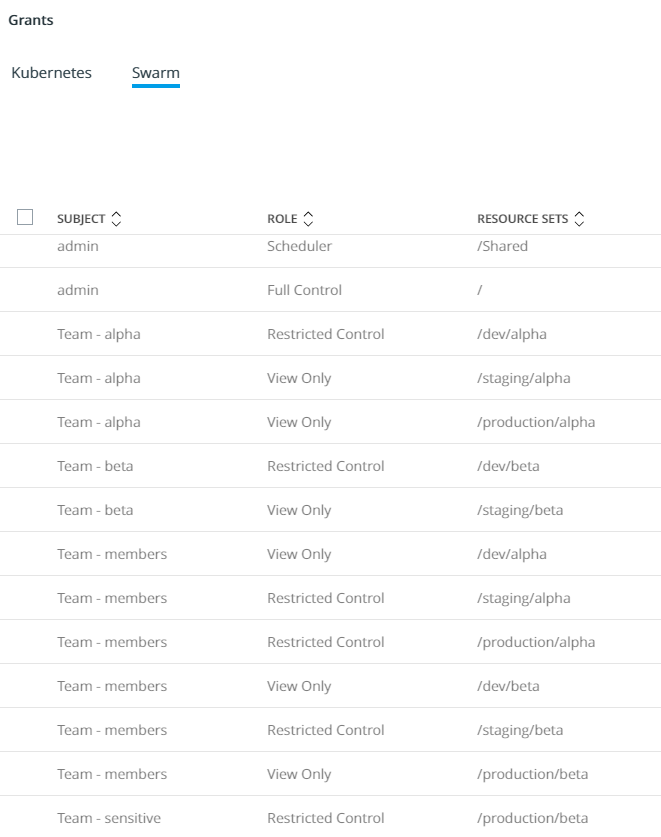 Grants
Kubernetes Swarm
SUBJECT ROLE RESOURCE SETS
admin Scheduler /Shared
admin Full Control /
Team - alpha Restricted Control /dev/alpha
Team - alpha View Only /staging/alpha
Team - alpha View Only /production/alpha
Team - beta Restricted Control /dev/beta
Team - beta View Only /staging/beta
Team - members View Only /dev/alpha
Team - members Restricted Control /staging/alpha
Team - members Restricted Control /production/alpha
Team - members View Only /dev/beta
Team - members Restricted Control /staging/beta
Team - members View Only /production/beta
Team - sensitive Restricted Control /production/beta